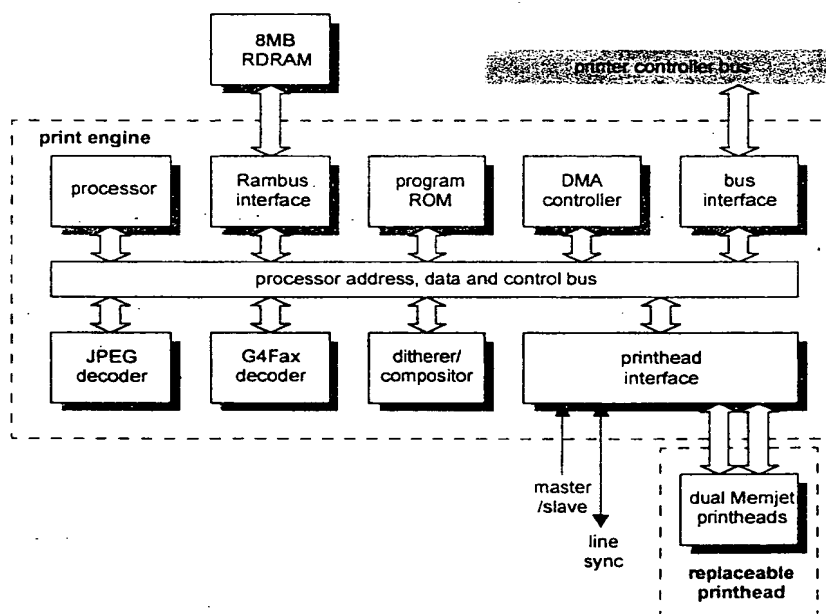 8MB
RDRAM
printer controller bus
print engine
processor
Rambus
interface
program
ROM
DMA
controller
bus
interface
processor address, data and control bus
JPEG
decoder
G4Fax
decoder
ditherer/
compositor
printhead
interface
master
/slave
line
sync
dual Memjet
printheads
replaceable
printhead